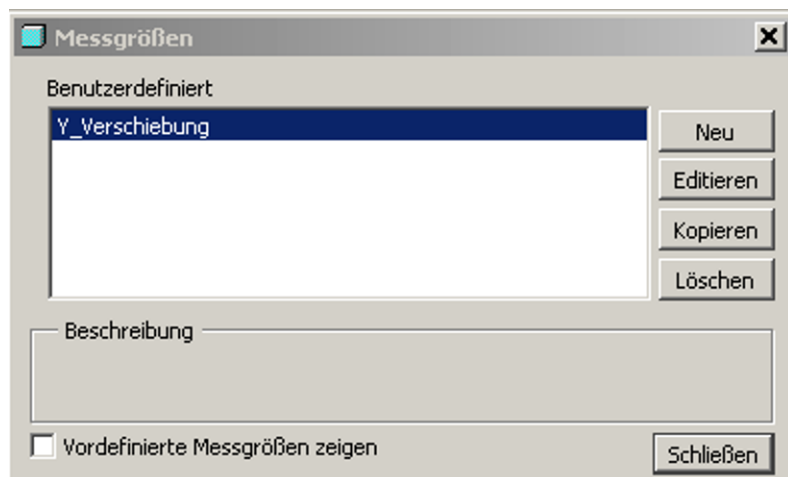 Messgrößen
Benutzerdefiniert
Y_Verschiebung
Neu
Editieren
Kopieren
Löschen
Beschreibung
Vordefinierte Messgrößen zeigen
Schließen